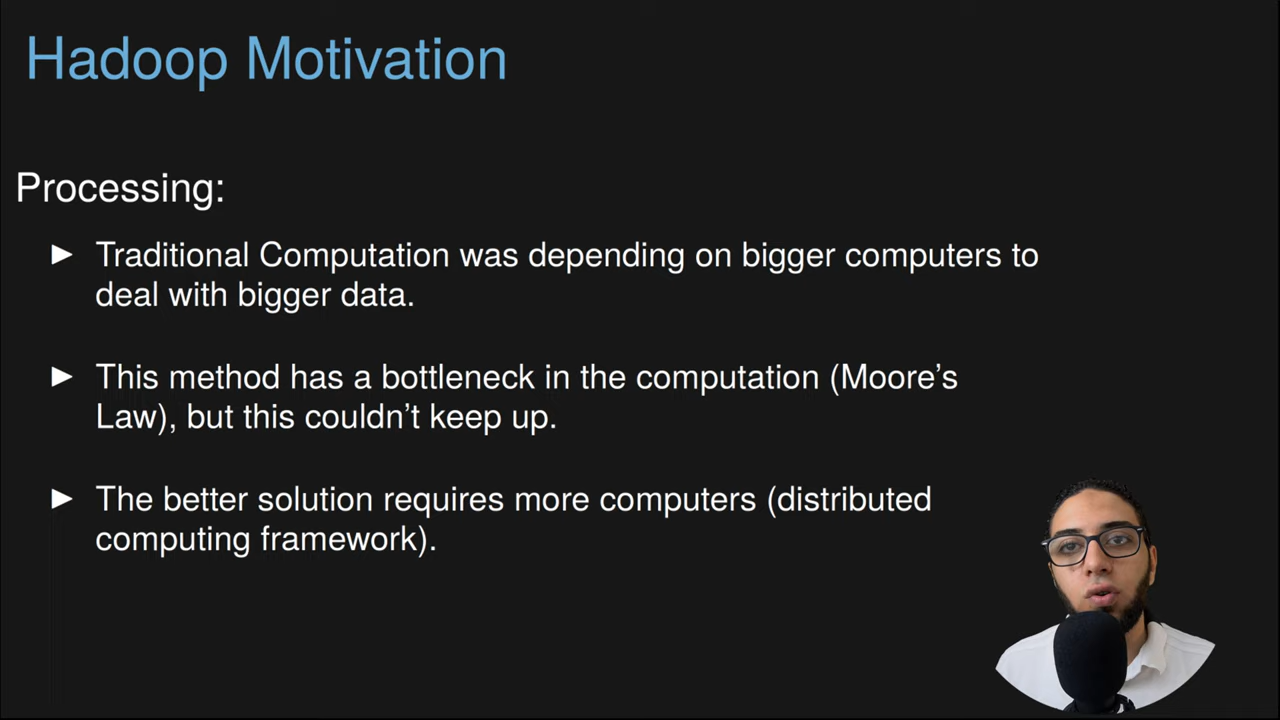 Hadoop Motivation
Processing:
► Traditional Computation was depending on bigger computers to
deal with bigger data.
► This method has a bottleneck in the computation (Moore's
Law), but this couldn't keep up.
► The better solution requires more computers (distributed
computing framework).